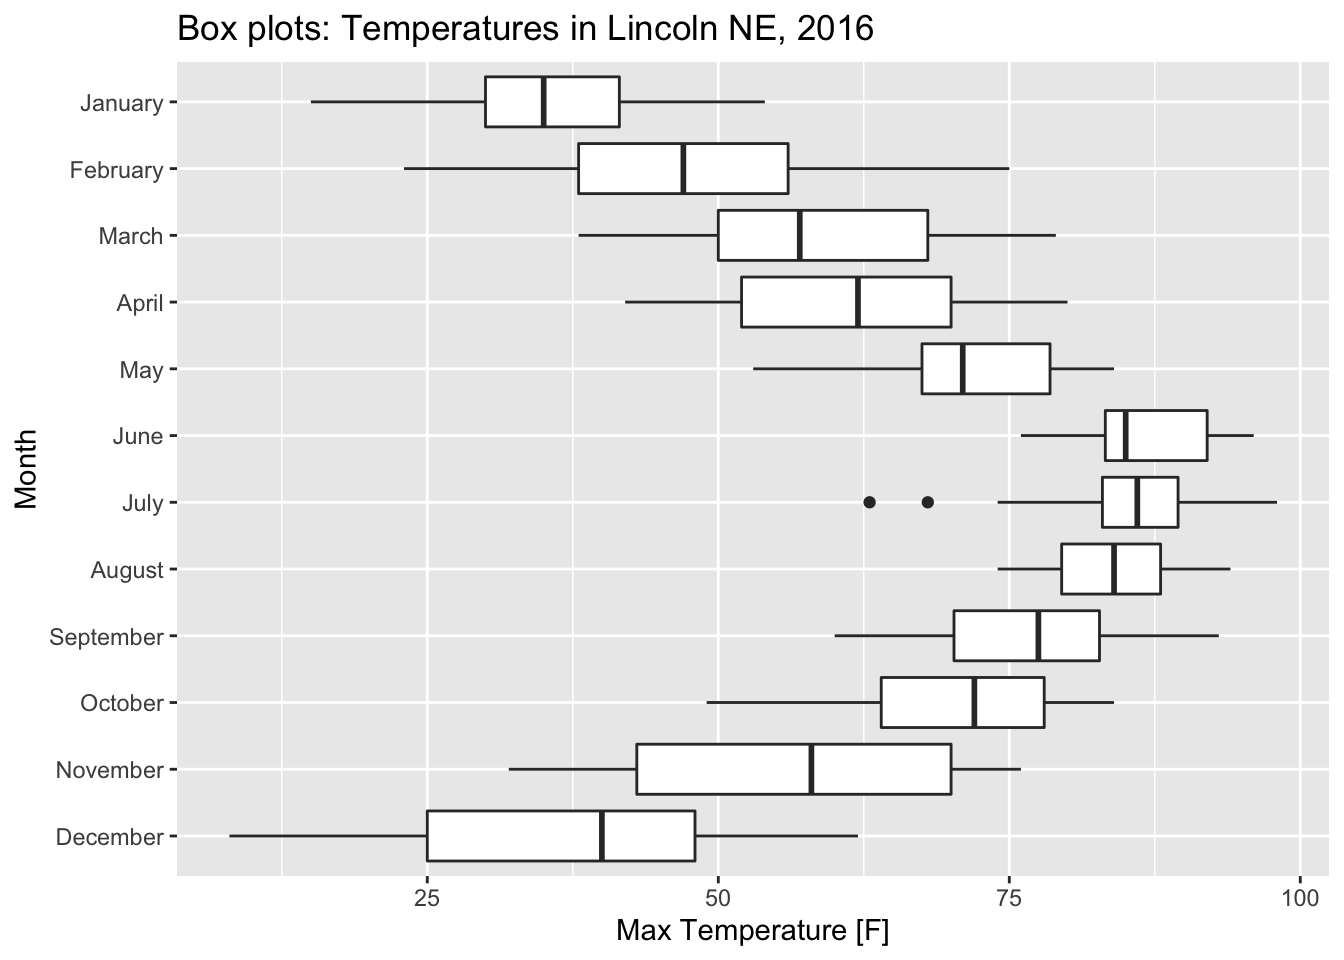 Box plots: Temperatures in Lincoln NE, 2016
January
February
March
April
May
June
July
August
September
October
November
December
Month
25 50 75 100
Max Temperature [F]